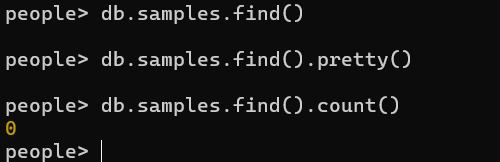 people> db.samples.find()
people> db.samples.find().pretty()
people> db.samples.find().count()
0
people>